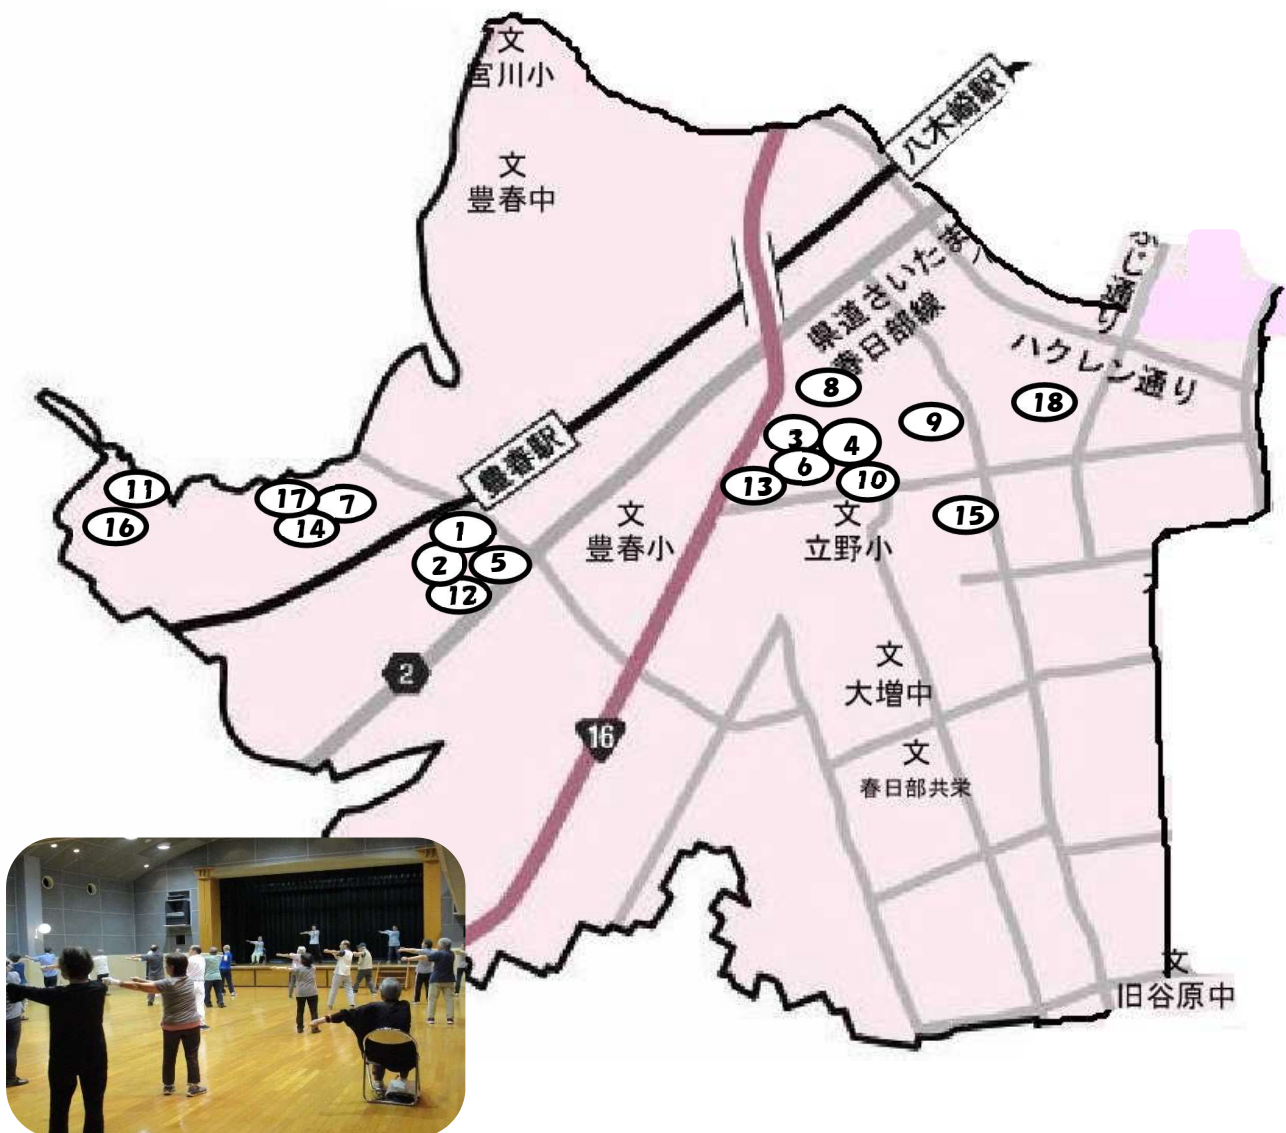 文
宮川小
八木崎駅
文
豊春中
県道さいたま
春日部線
ふじ通り
ハクレン通り
8
18
9
3
4
6
10
13
豊春駅
11
17
7
16
14
1
2
5
12
文
豊春小
文
立野小
15
文
大増中
2
16
文
春日部共栄
文
旧谷原中